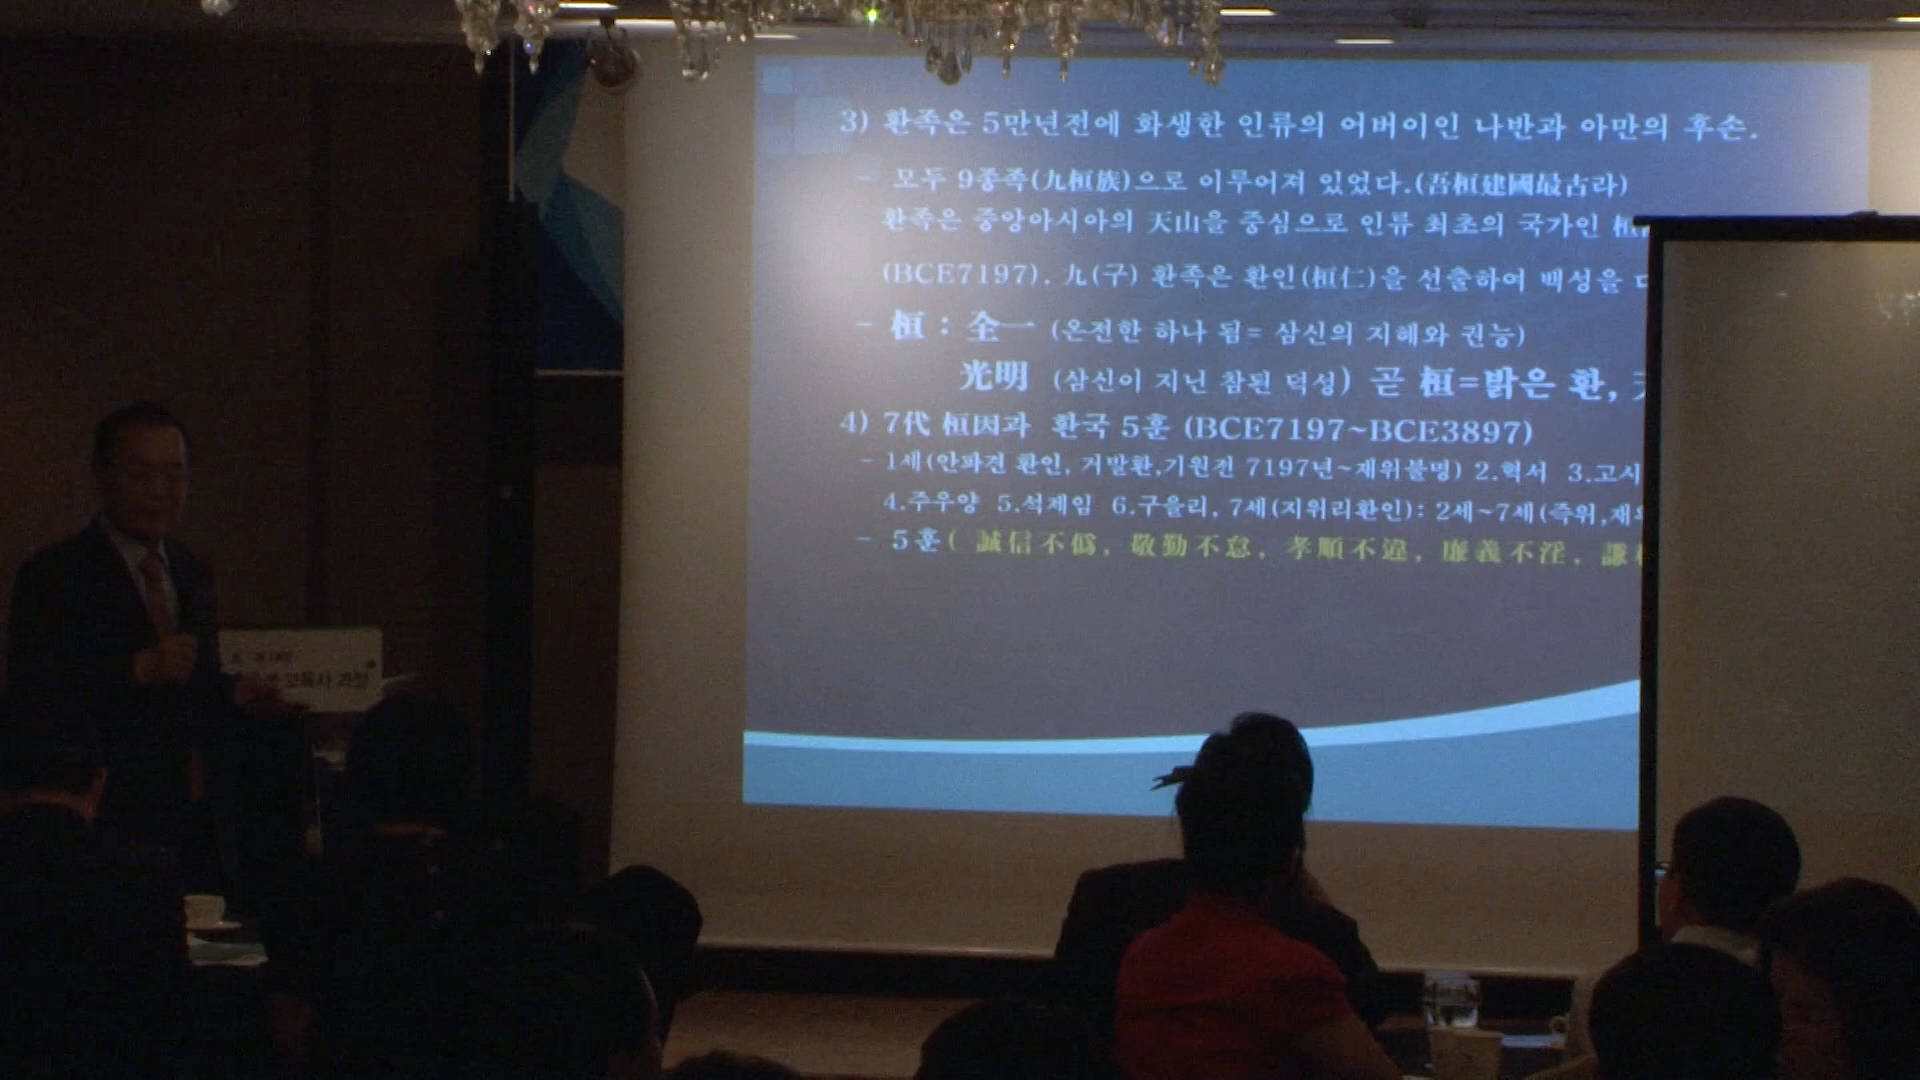 3) 환족은 5만년전에 화생한 인류의 어버이인 나반과 아만의 후손.
- 모두 9종족(九桓族)으로 이루어져 있었다.(吾桓建國最古라)
환족은 중앙아시아의 天山을 중심으로 인류 최초의 국가인 桓
(BCE7197). 九(구) 환족은 환인(桓仁)을 선출하여 백성을
- 桓 : 全一 (온전한 하나 됨= 삼신의 지혜와 권능)
光明 (삼신이 지닌 참된 덕성) 곧 桓=밝은 환,
4) 7代 桓因과 환국 5훈 (BCE7197~BCE3897)
- 1세(안파견 환인, 거발환,기원전 7197년~재위불명) 2.혁서 3.고시
4.주우양 5.석제임 6.구을리, 7세(지위리환인): 2세~7세(즉위,재위
- 5훈( 誠信不僞, 敬勤不怠, 孝順不違, 廉義不淫, 謙
교육사 과정